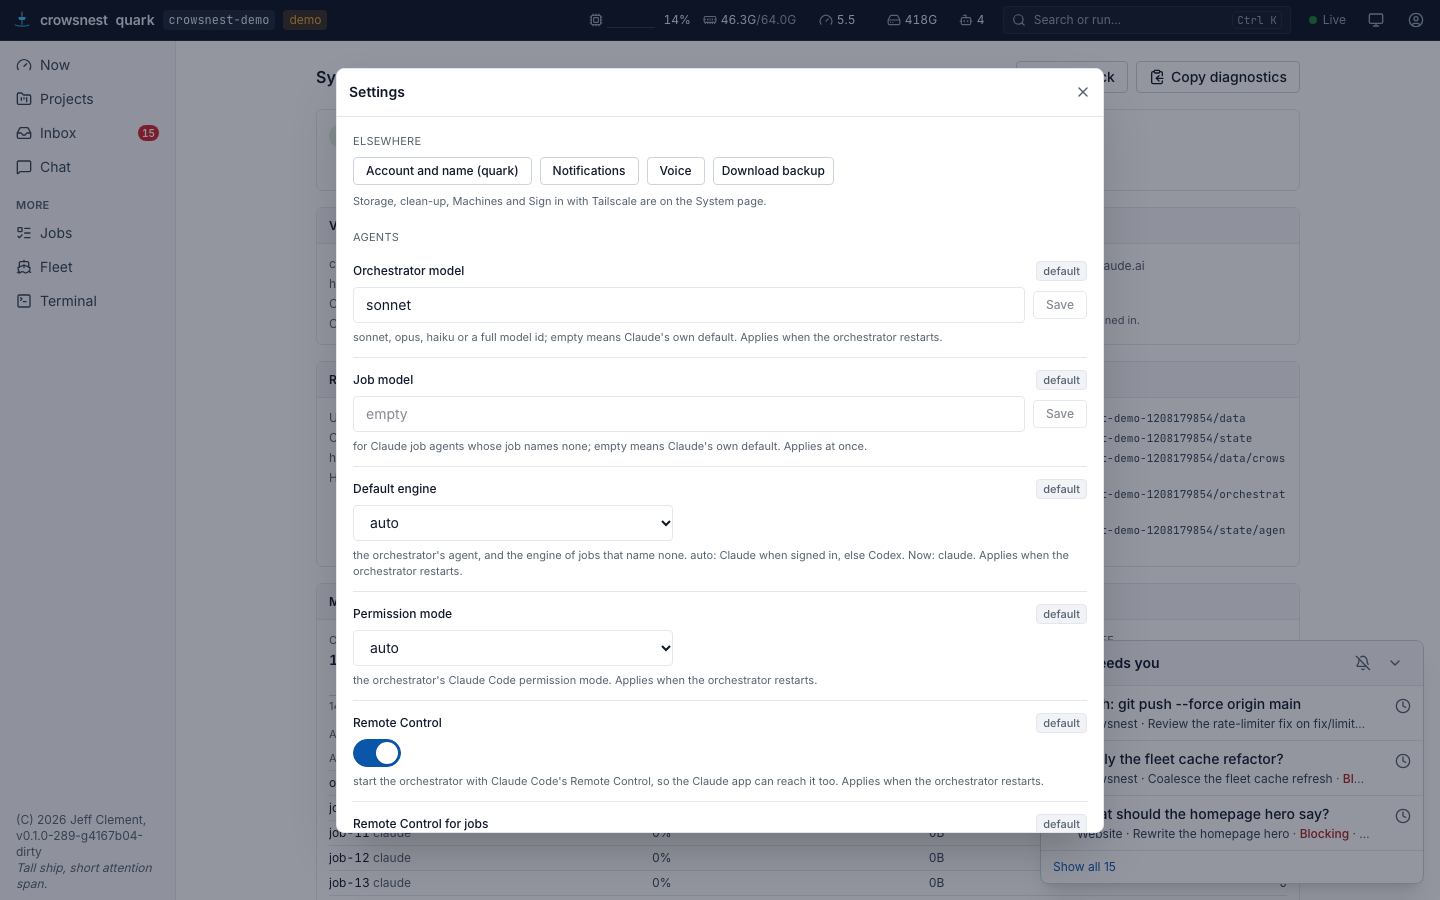 crowsnest quark crowsnest-demo demo 14% 46.3G/64.0G 5.5 418G 4 Search or run... Ctrl K Live
Now
Projects
Inbox 15
Chat
MORE
Jobs
Fleet
Terminal
(C) 2026 Jeff Clement,
v0.1.0-289-g4167b04-
dirty
Tall ship, short attention
span.
Copy diagnostics
Settings
ELSEWHERE
Account and name (quark) Notifications Voice Download backup
Storage, clean-up, Machines and Sign in with Tailscale are on the System page.
AGENTS
Orchestrator model default
sonnet Save
sonnet, opus, haiku or a full model id; empty means Claude's own default. Applies when the orchestrator restarts.
Job model default
empty Save
for Claude job agents whose job names none; empty means Claude's own default. Applies at once.
Default engine default
auto
the orchestrator's agent, and the engine of jobs that name none. auto: Claude when signed in, else Codex. Now: claude. Applies when the
orchestrator restarts.
Permission mode default
auto
the orchestrator's Claude Code permission mode. Applies when the orchestrator restarts.
Remote Control default
start the orchestrator with Claude Code's Remote Control, so the Claude app can reach it too. Applies when the orchestrator restarts.
Remote Control for jobs default
t-demo-1208179854/data
t-demo-1208179854/state
t-demo-1208179854/data/crows
t-demo-1208179854/orchestrat
t-demo-1208179854/state/agen
eeds you
n: git push --force origin main
wsnest · Review the rate-limiter fix on fix/limit...
ly the fleet cache refactor?
wsnest · Coalesce the fleet cache refresh · Bl...
at should the homepage hero say?
Website · Rewrite the homepage hero · Blocking · ...
Show all 15
job-11 claude 0% 0B
job-12 claude 0% 0B
job-13 claude 0% 0B